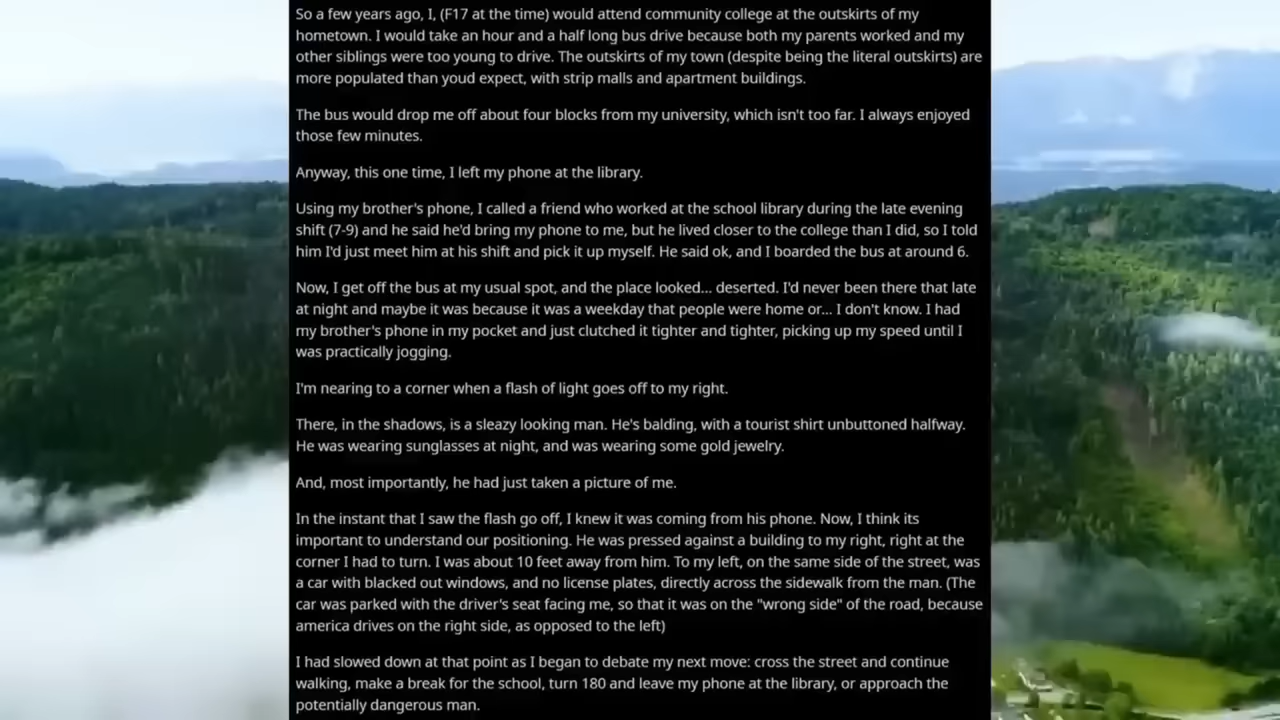 So a few years ago, I, (F17 at the time) would attend community college at the outskirts of my
hometown. I would take an hour and a half long bus drive because both my parents worked and my
other siblings were too young to drive. The outskirts of my town (despite being the literal outskirts) are
more populated than youd expect, with strip malls and apartment buildings.
The bus would drop me off about four blocks from my university, which isn't too far. I always enjoyed
those few minutes.
Anyway, this one time, I left my phone at the library.
Using my brother's phone, I called a friend who worked at the school library during the late evening
shift (7-9) and he said he'd bring my phone to me, but he lived closer to the college than I did, so I told
him I'd just meet him at his shift and pick it up myself. He said ok, and I boarded the bus at around 6.
Now, I get off the bus at my usual spot, and the place looked... deserted. I'd never been there that late
at night and maybe it was because it was a weekday that people were home or... I don't know. I had
my brother's phone in my pocket and just clutched it tighter and tighter, picking up my speed until I
was practically jogging.
I'm nearing to a corner when a flash of light goes off to my right.
There, in the shadows, is a sleazy looking man. He's balding, with a tourist shirt unbuttoned halfway.
He was wearing sunglasses at night, and was wearing some gold jewelry.
And, most importantly, he had just taken a picture of me.
In the instant that I saw the flash go off, I knew it was coming from his phone. Now, I think its
important to understand our positioning. He was pressed against a building to my right, right at the
corner I had to turn. I was about 10 feet away from him. To my left, on the same side of the street, was
a car with blacked out windows, and no license plates, directly across the sidewalk from the man. (The
car was parked with the driver's seat facing me, so that it was on the "wrong side" of the road, because
america drives on the right side, as opposed to the left)
I had slowed down at that point as I began to debate my next move: cross the street and continue
walking, make a break for the school, turn 180 and leave my phone at the library, or approach the
potentially dangerous man.